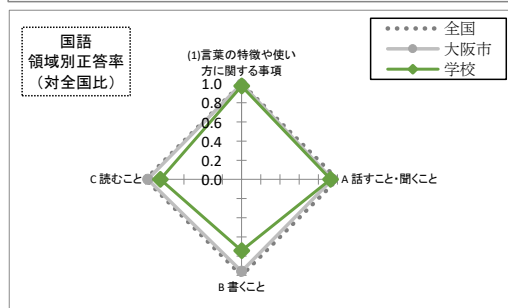 国語
領域別正答率
（対全国比）
全国
大阪市
学校
(1)言葉の特徴や使い
方に関する事項
1.0
0.8
0.6
0.4
0.2
0.0
A 話すこと・聞くこと
B 書くこと
C 読むこと